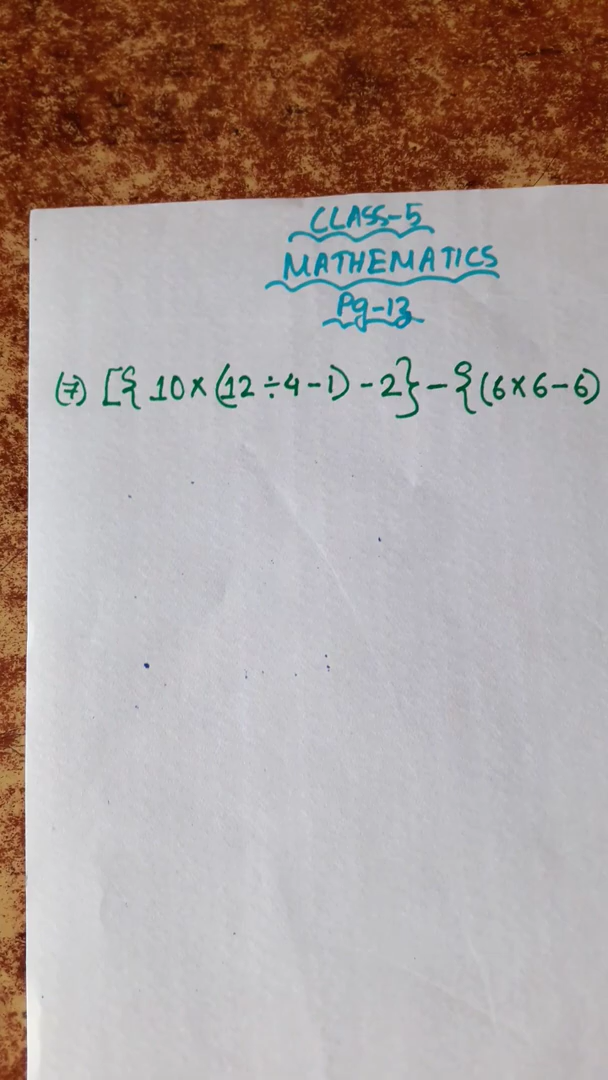 CLASS-5
MATHEMATICS
Pg-13
(7) [{ 10×(12÷4-1) -2}-{(6×6-6)